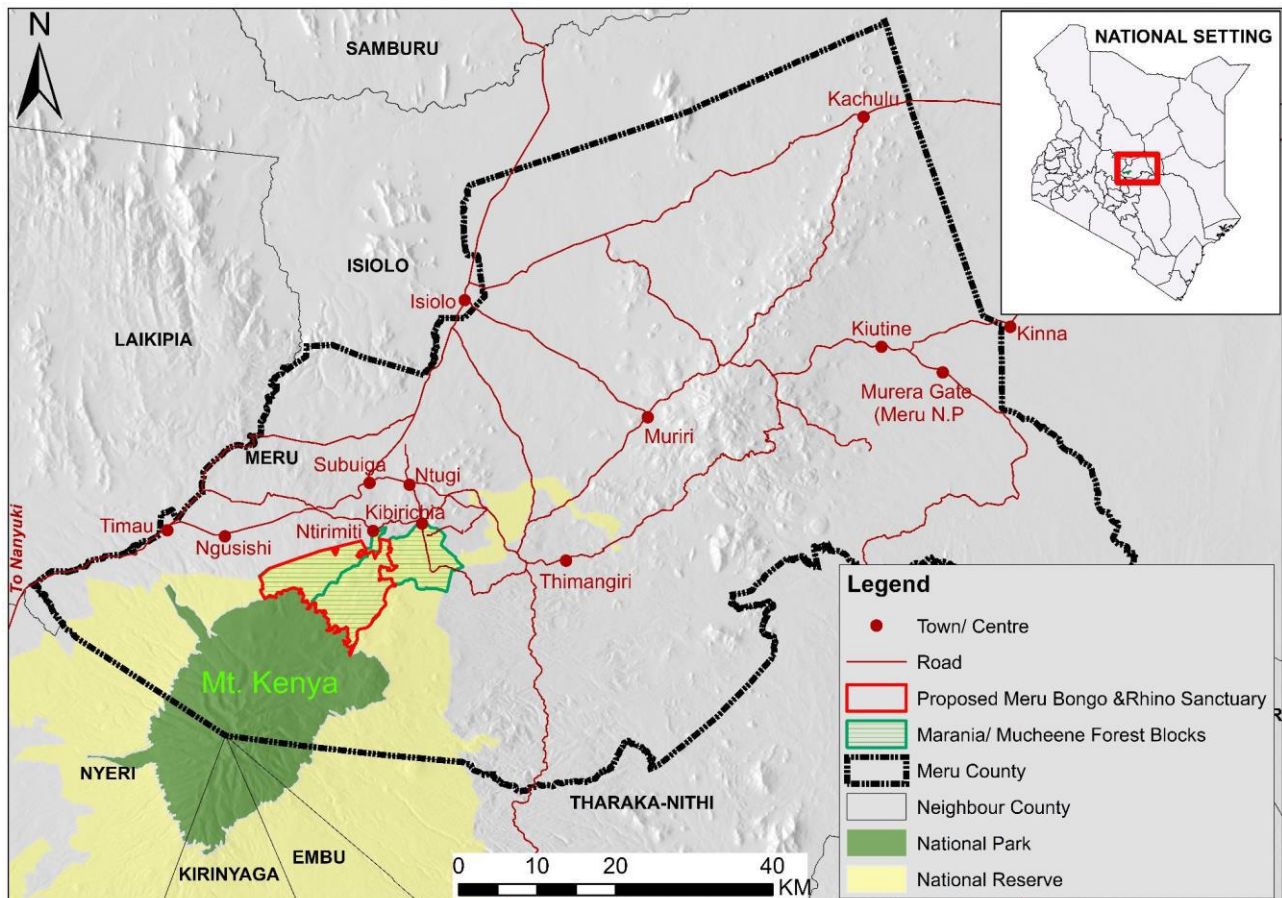 N
SAMBURU
NATIONAL SETTING
Kachulu
ISIOLO
Isiolo
LAIKIPIA
Kiutine
Kinna
Murera Gate
(Meru N.P
Muriri
MERU
Subuiga
Ntugi
Kibirichia
Timau
Ntirimiti
Ngusishi
To Nanyuki
Thimangiri
Mt. Kenya
NYERI
THARAKA-NITHI
EMBU
KIRINYAGA
0 10 20 40
KM
Legend
Town/ Centre
Road
Proposed Meru Bongo &Rhino Sanctuary
Marania/ Mucheene Forest Blocks
Meru County
Neighbour County
National Park
National Reserve